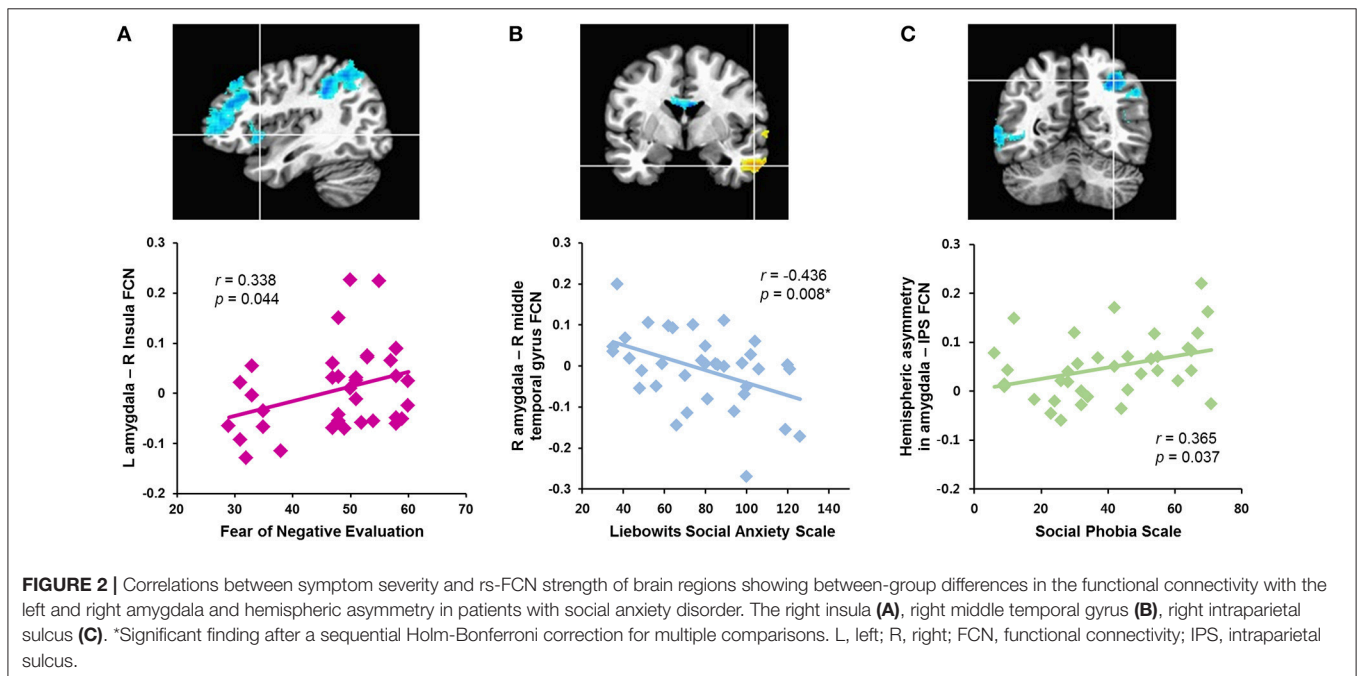 A
B
C
L amygdala – R Insula FCN
0.3
0.2
0.1
0
-0.1
-0.2
r = 0.338
p = 0.044
20
30
40
50
60
70
Fear of Negative Evaluation
R amygdala – R middle
temporal gyrus FCN
0.3
0.2
0.1
0
-0.1
-0.2
-0.3
r = -0.436
p = 0.008*
20
40
60
80
100
120
140
Liebowits Social Anxiety Scale
Hemispheric asymmetry
in amygdala – IPS FCN
0.3
0.2
0.1
0
-0.1
-0.2
r = 0.365
p = 0.037
0
20
40
60
80
Social Phobia Scale
FIGURE 2 | Correlations between symptom severity and rs-FCN strength of brain regions showing between-group differences in the functional connectivity with the
left and right amygdala and hemispheric asymmetry in patients with social anxiety disorder. The right insula (A), right middle temporal gyrus (B), right intraparietal
sulcus (C). *Significant finding after a sequential Holm-Bonferroni correction for multiple comparisons. L, left; R, right; FCN, functional connectivity; IPS, intraparietal
sulcus.